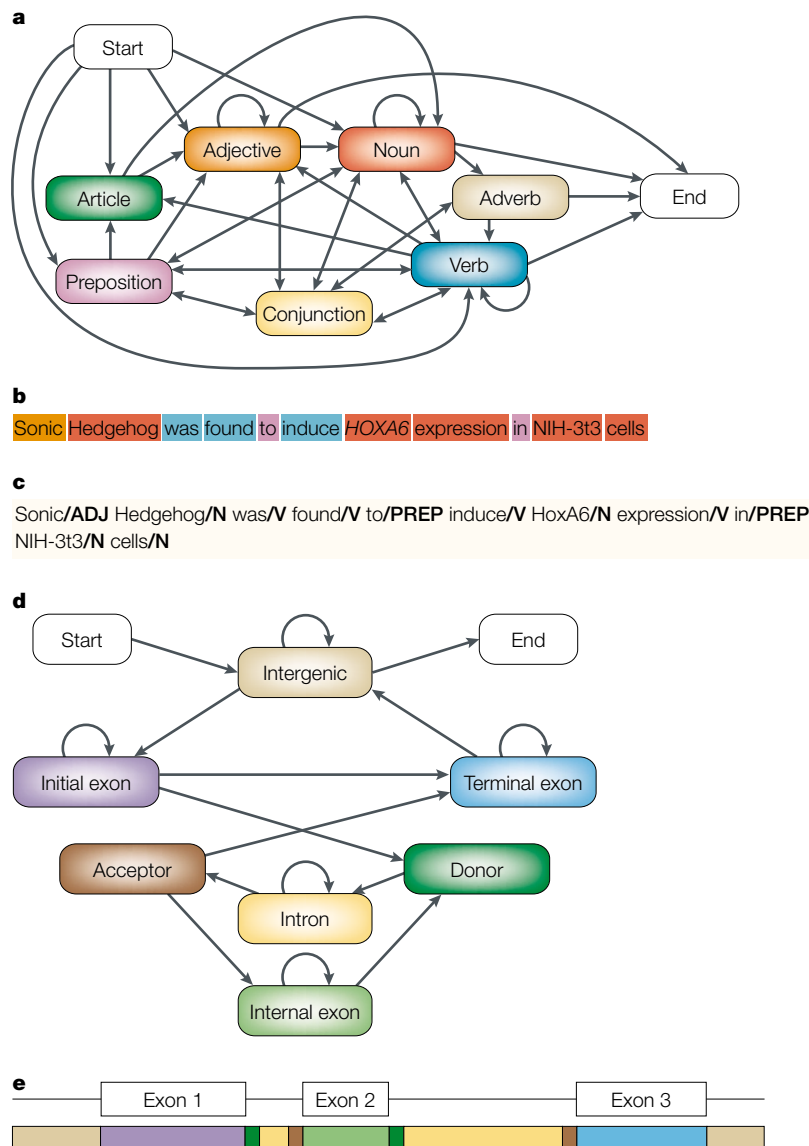 a
Start
Adjective
Noun
Article
Adverb
End
Verb
Preposition
Conjunction
b
Sonic Hedgehog was found to induce HOXA6 expression in NIH-3t3 cells
c
Sonic/ADJ Hedgehog/N was/V found/V to/PREP induce/V HoxA6/N expression/V in/PREP
NIH-3t3/N cells/N
d
Start
End
Intergenic
Initial exon
Terminal exon
Acceptor
Donor
Intron
Internal exon
e
Exon 1
Exon 2
Exon 3